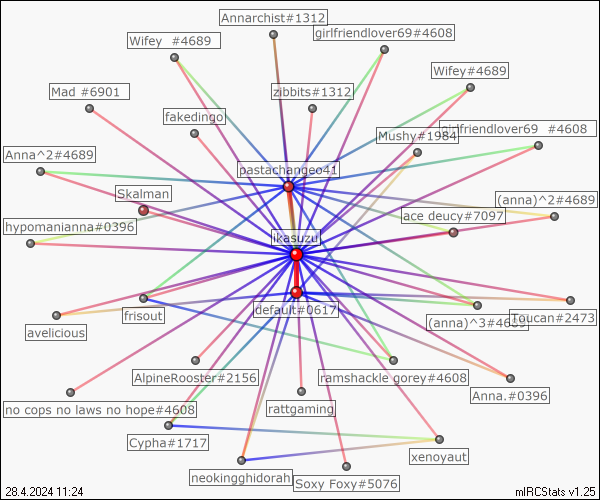 Annarchist#1312
girlfriendlover69#4608
Wifey #4689
Wifey#4689
Mad #6901
zibbits#1312
fakedingo
Mushy#1984
girlfriendlover69 #4608
Anna^2#4689
pastachangeo41
Skalman
(anna)^2#4689
ace deucy#7097
hypomanianna#0396
ikasuzu
default#0617
frisout
(anna)^3#4689
Toucan#2473
avelicious
AlpineRooster#2156
ramshackle gorey#4608
Anna.#0396
no cops no laws no hope#4608
rattgaming
Cypha#1717
xenoyaut
neokingghidorah
Soxy Foxy#5076
28.4.2024 11:24
mIRCStats v1.25